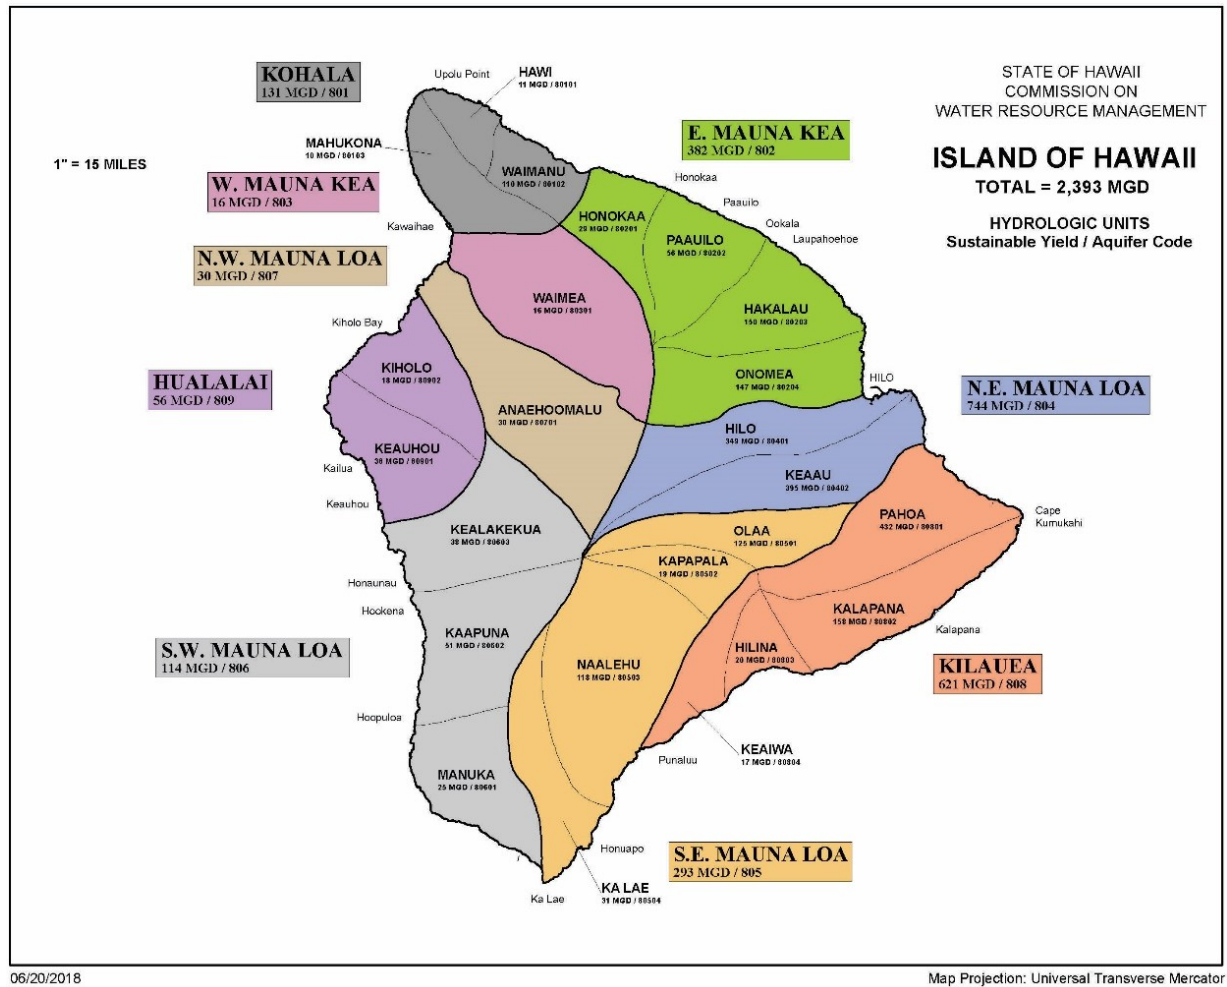 STATE OF HAWAII
COMMISSION ON
WATER RESOURCE MANAGEMENT
ISLAND OF HAWAII
TOTAL = 2,393 MGD
HYDROLOGIC UNITS
Sustainable Yield / Aquifer Code
1" = 15 MILES
KOHALA
131 MGD / 801
Upolu Point
HAWI
11 MGD / 80101
MAHUKONA
10 MGD / 80103
WAIMANU
110 MGD / 80102
E. MAUNA KEA
382 MGD / 802
W. MAUNA KEA
16 MGD / 803
Kawaihae
Honokaa
Paauilo
Ookala
Laupahoehoe
HONOKAA
29 MGD / 80201
PAAUILO
56 MGD / 80202
HAKALAU
150 MGD / 80203
ONOMEA
147 MGD / 80204
N.W. MAUNA LOA
30 MGD / 807
WAIMEA
16 MGD / 80301
Kiholo Bay
KIHOLO
18 MGD / 80902
HUALALAI
56 MGD / 809
ANAEHOOMALU
30 MGD / 80701
HILO
N.E. MAUNA LOA
744 MGD / 804
HILO
349 MGD / 80401
KEAUHOU
38 MGD / 80901
KEAAU
395 MGD / 80402
Kailua
Keauhou
KEALAKEKUA
38 MGD / 80603
OLAA
125 MGD / 80501
PAHOA
432 MGD / 80801
Cape
Kumukahi
KAPAPALA
19 MGD / 80502
Honaunau
Hookena
KAAPUNA
51 MGD / 80602
KALAPANA
158 MGD / 80802
Kalapana
S.W. MAUNA LOA
114 MGD / 806
NAALEHU
118 MGD / 80503
HILINA
20 MGD / 80803
KILAUEA
621 MGD / 808
Hoopuloa
KEAIWA
17 MGD / 80804
Punaluu
MANUKA
25 MGD / 80601
Honuapo
S.E. MAUNA LOA
293 MGD / 805
KA LAE
31 MGD / 80504
Ka Lae
06/20/2018
Map Projection: Universal Transverse Mercator